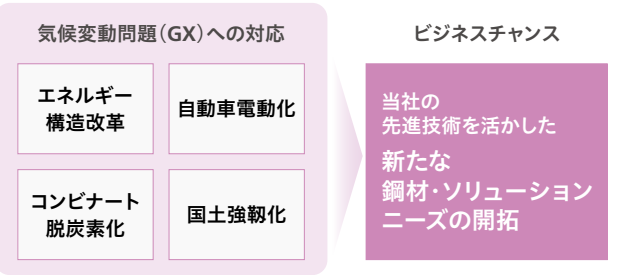 気候変動問題（GX）への対応
エネルギー
構造改革
自動車電動化
コンビナート
脱炭素化
国土強靱化
ビジネスチャンス
当社の
先進技術を活かした
新たな
鋼材・ソリューション
ニーズの開拓